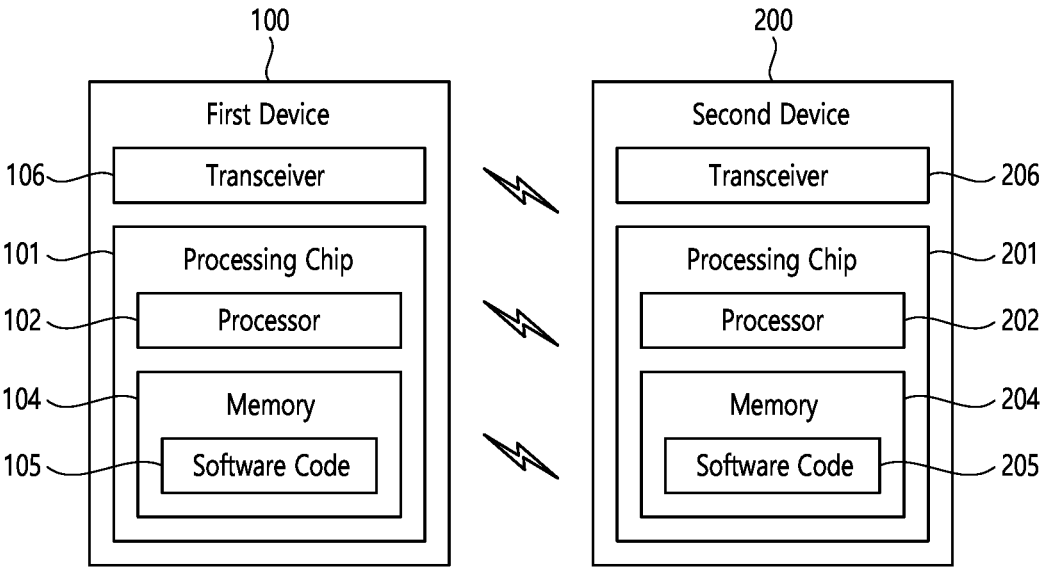 100
200
First Device
Second Device
106
Transceiver
Transceiver
206
101
Processing Chip
Processing Chip
201
102
Processor
Processor
202
104
Memory
Memory
204
105
Software Code
Software Code
205